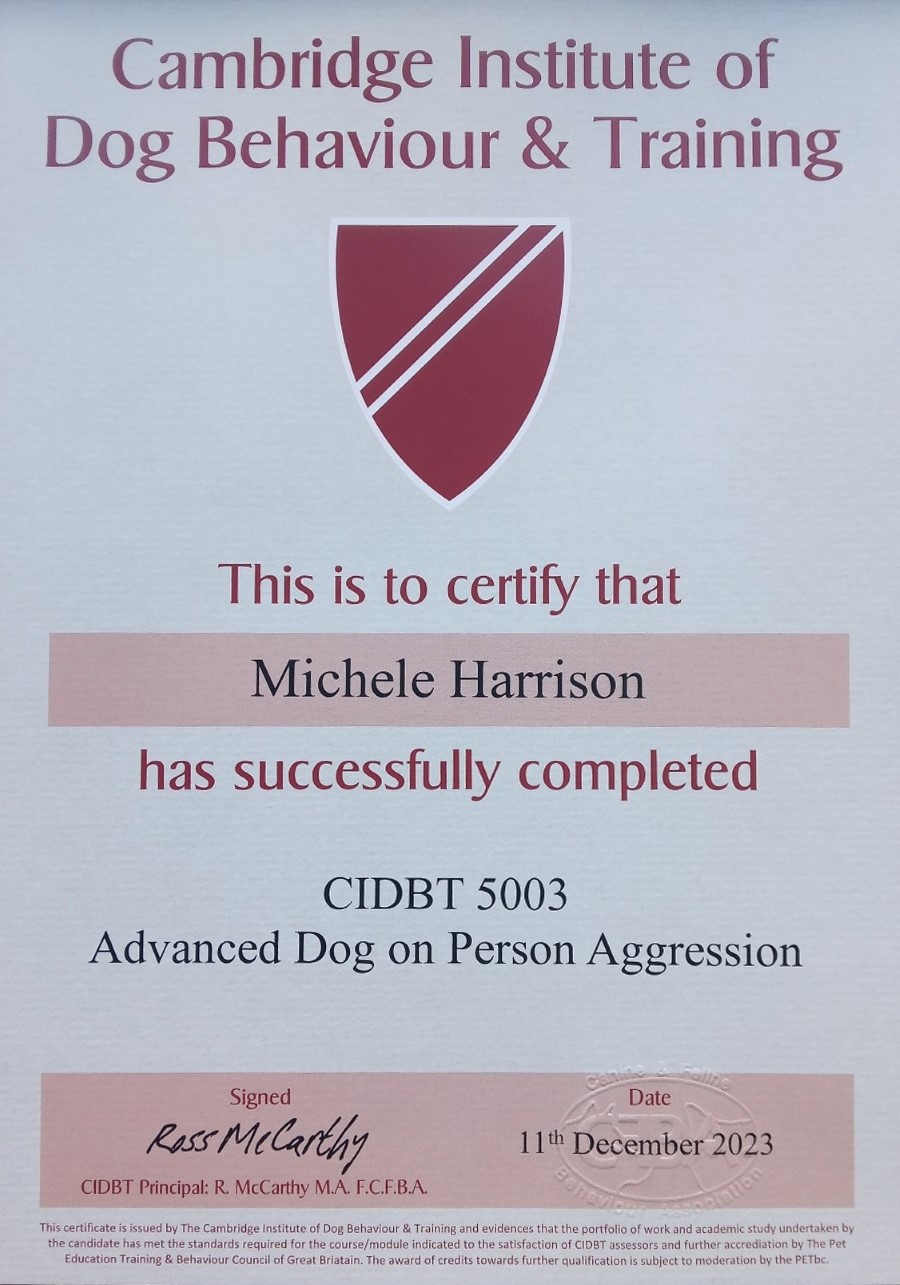 Cambridge Institute of
Dog Behaviour & Training
This is to certify that
Michele Harrison
has successfully completed
CIDBT 5003
Advanced Dog on Person Aggression
Signed
Ross McCarthy
CIDBT Principal: R. McCarthy M.A. F.C.F.B.A.
Canine & Feline
Behaviour Association
Date
11th December 2023
This certificate is issued by The Cambridge Institute of Dog Behaviour & Training and evidences that the portfolio of work and academic study undertaken by
the candidate has met the standards required for the course/module indicated to the satisfaction of CIDBT assessors and further accrediation by The Pet
Education Training & Behaviour Council of Great Briatain. The award of credits towards further qualification is subject to moderation by the PETbc.